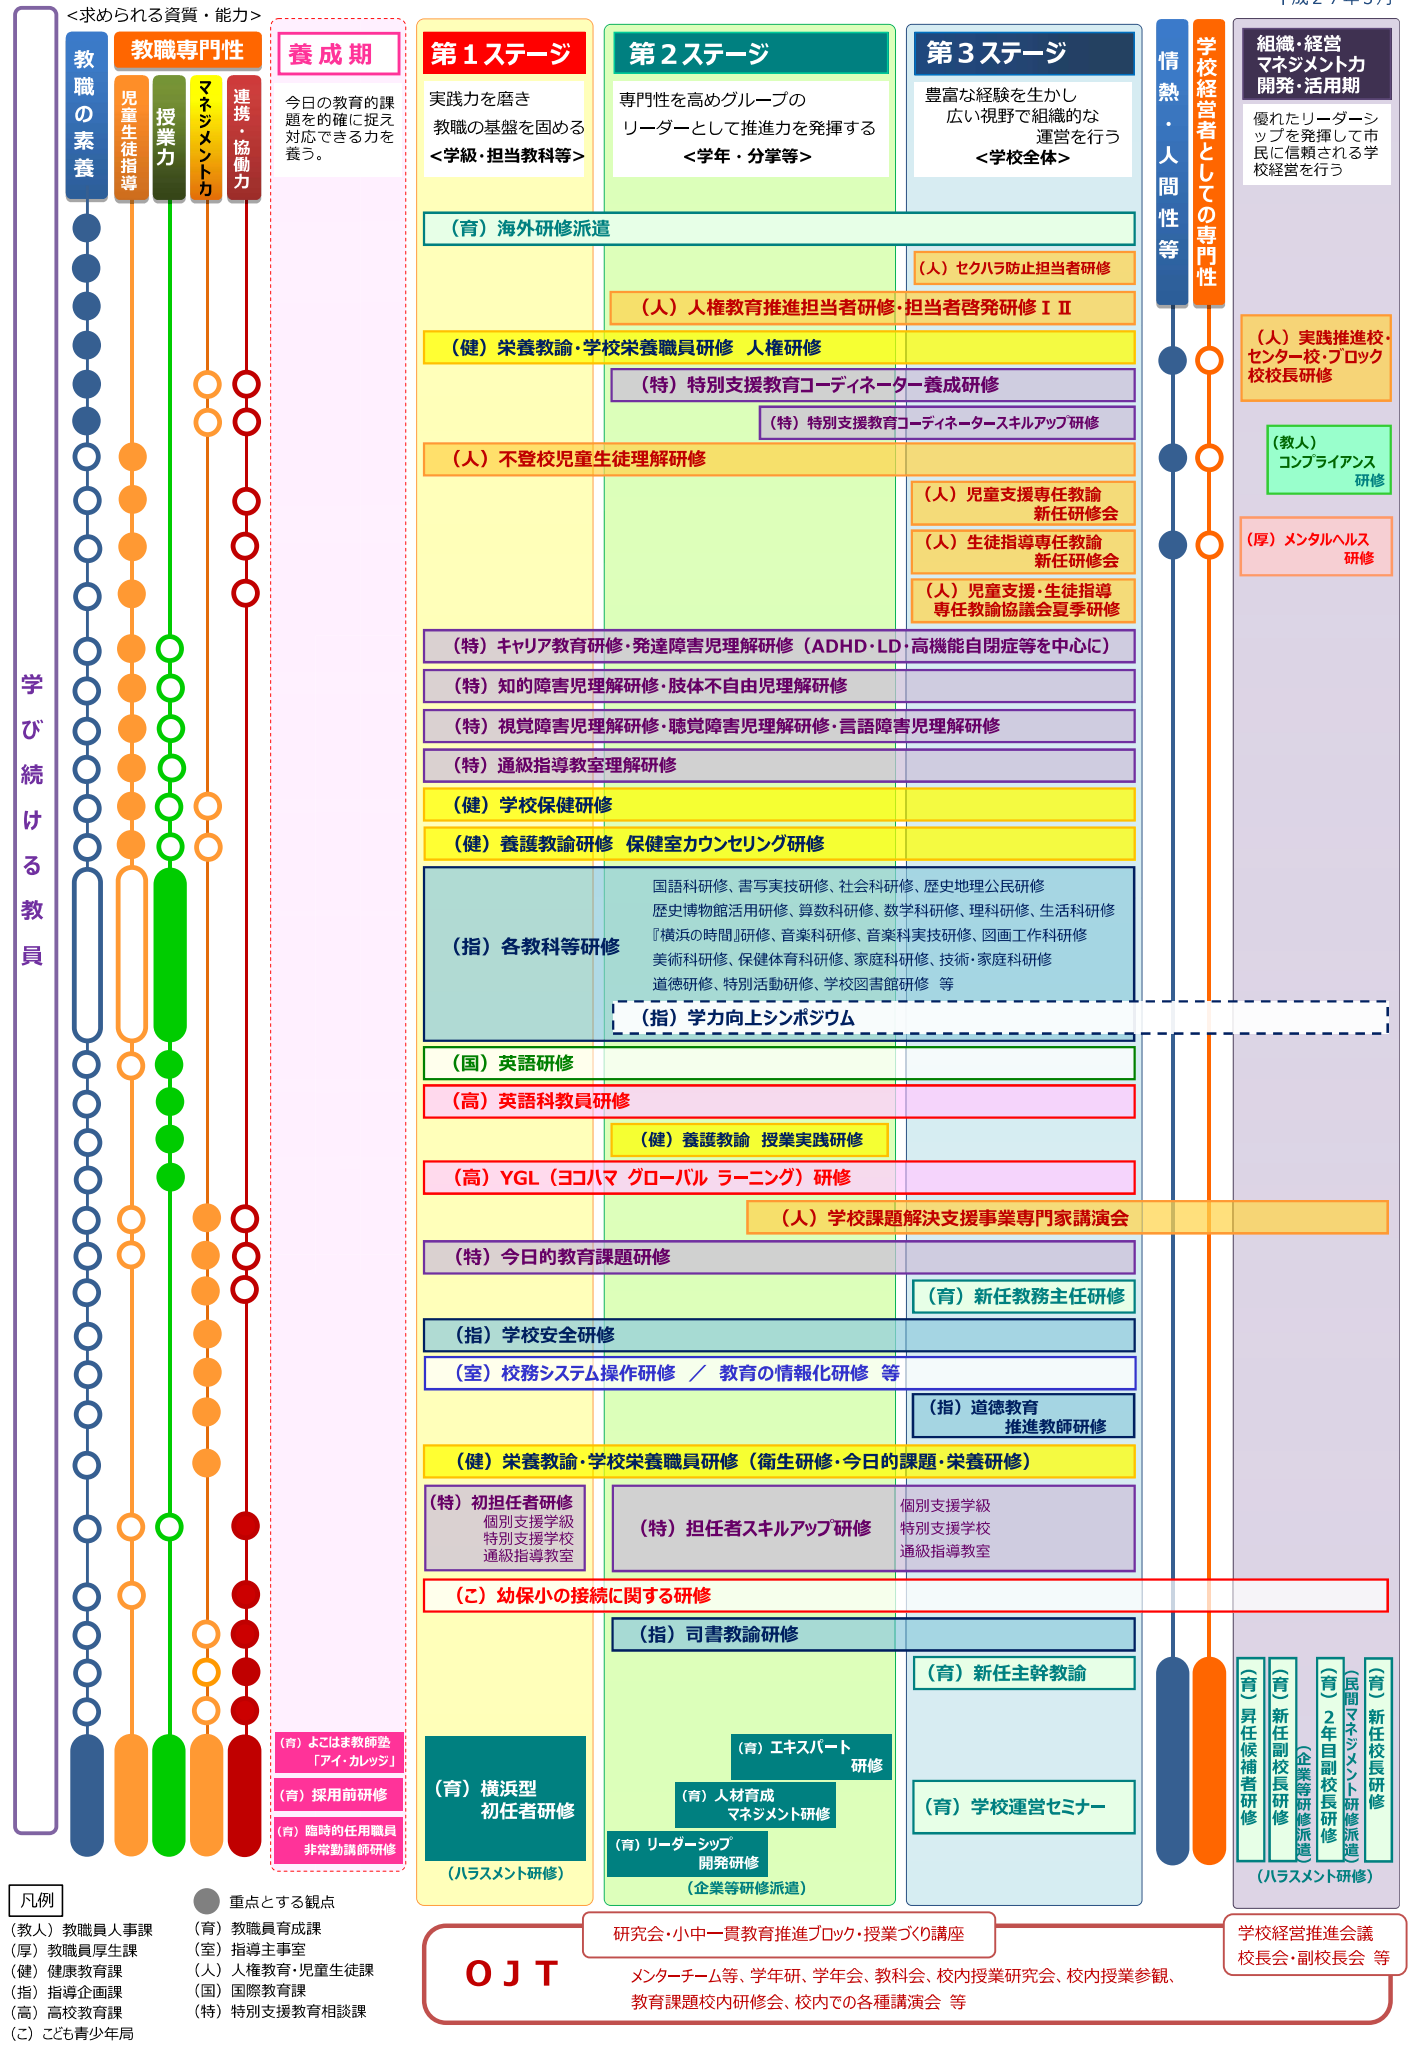 <求められる資質・能力>
学び続ける教員
教職の素養
教職専門性
児童生徒指導
授業力
マネジメント力
連携・協働力
養成期
今日の教育的課
題を的確に捉え
対応できる力を
養う。
第１ステージ
実践力を磨き
教職の基盤を固める
<学級・担当教科等>
第２ステージ
専門性を高めグループの
リーダーとして推進力を発揮する
<学年・分掌等>
第３ステージ
豊富な経験を生かし
広い視野で組織的な
運営を行う
<学校全体>
情熱・人間性等
学校経営者としての専門性
組織・経営
マネジメント力
開発・活用期
優れたリーダーシ
ップを発揮して市
民に信頼される学
校経営を行う
（育）海外研修派遣
（人）セクハラ防止担当者研修
（人）人権教育推進担当者研修・担当者啓発研修ⅠⅡ
（健）栄養教諭・学校栄養職員研修　人権研修
（人）実践推進校・
センター校・ブロック
校校長研修
（特）特別支援教育コーディネーター養成研修
（特）特別支援教育コーディネータースキルアップ研修
（教人）
コンプライアンス
研修
（人）不登校児童生徒理解研修
（人）児童支援専任教諭
新任研修会
（人）生徒指導専任教諭
新任研修会
（厚）メンタルヘルス
研修
（人）児童支援・生徒指導
専任教諭協議会夏季研修
（特）キャリア教育研修・発達障害児理解研修（ADHD・LD・高機能自閉症等を中心に）
（特）知的障害児理解研修・肢体不自由児理解研修
（特）視覚障害児理解研修・聴覚障害児理解研修・言語障害児理解研修
（特）通級指導教室理解研修
（健）学校保健研修
（健）養護教諭研修　保健室カウンセリング研修
（指）各教科等研修
国語科研修、書写実技研修、社会科研修、歴史地理公民研修
歴史博物館活用研修、算数科研修、数学科研修、理科研修、生活科研修
『横浜の時間』研修、音楽科研修、音楽科実技研修、図画工作科研修
美術科研修、保健体育科研修、家庭科研修、技術・家庭科研修
道徳研修、特別活動研修、学校図書館研修　等
（指）学力向上シンポジウム
（国）英語研修
（高）英語科教員研修
（健）養護教諭　授業実践研修
（高）YGL（ヨコハマ グローバル ラーニング）研修
（人）学校課題解決支援事業専門家講演会
（特）今日的教育課題研修
（育）新任教務主任研修
（指）学校安全研修
（室）校務システム操作研修　／　教育の情報化研修　等
（指）道徳教育
推進教師研修
（健）栄養教諭・学校栄養職員研修（衛生研修・今日的課題・栄養研修）
（特）初担任者研修
個別支援学級
特別支援学校
通級指導教室
（特）担任者スキルアップ研修
個別支援学級
特別支援学校
通級指導教室
（こ）幼保小の接続に関する研修
（指）司書教諭研修
（育）新任主幹教諭
（育）よこはま教師塾
「アイ・カレッジ」
（育）採用前研修
（育）臨時的任用職員
非常勤講師研修
（育）横浜型
初任者研修
（ハラスメント研修）
（育）エキスパート
研修
（育）人材育成
マネジメント研修
（育）リーダーシップ
開発研修
（企業等研修派遣）
（育）学校運営セミナー
（育）昇任候補者研修
（育）新任副校長研修
（企業等研修派遣）
（育）２年目副校長研修
（民間マネジメント研修派遣）
（育）新任校長研修
（ハラスメント研修）
凡例
重点とする観点
（教人）教職員人事課
（厚）教職員厚生課
（健）健康教育課
（指）指導企画課
（高）高校教育課
（こ）こども青少年局
（育）教職員育成課
（室）指導主事室
（人）人権教育・児童生徒課
（国）国際教育課
（特）特別支援教育相談課
研究会・小中一貫教育推進ブロック・授業づくり講座
ＯＪＴ
メンターチーム等、学年研、学年会、教科会、校内授業研究会、校内授業参観、
教育課題校内研修会、校内での各種講演会　等
学校経営推進会議
校長会・副校長会　等